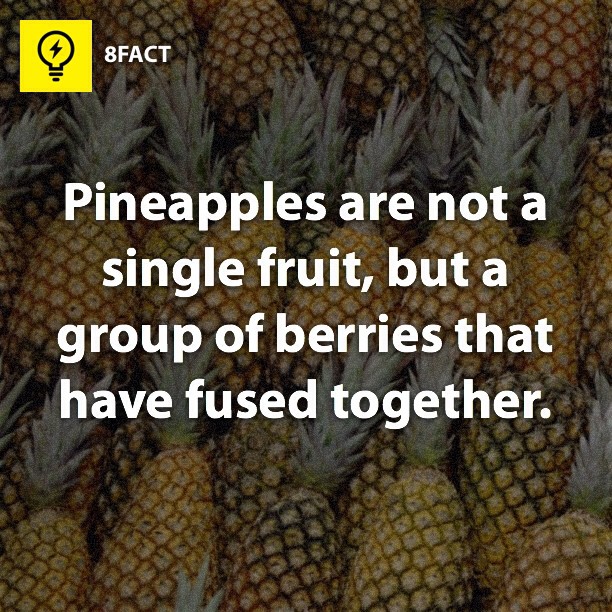 8FACT
Pineapples are not a
single fruit, but a
group of berries that
have fused together.